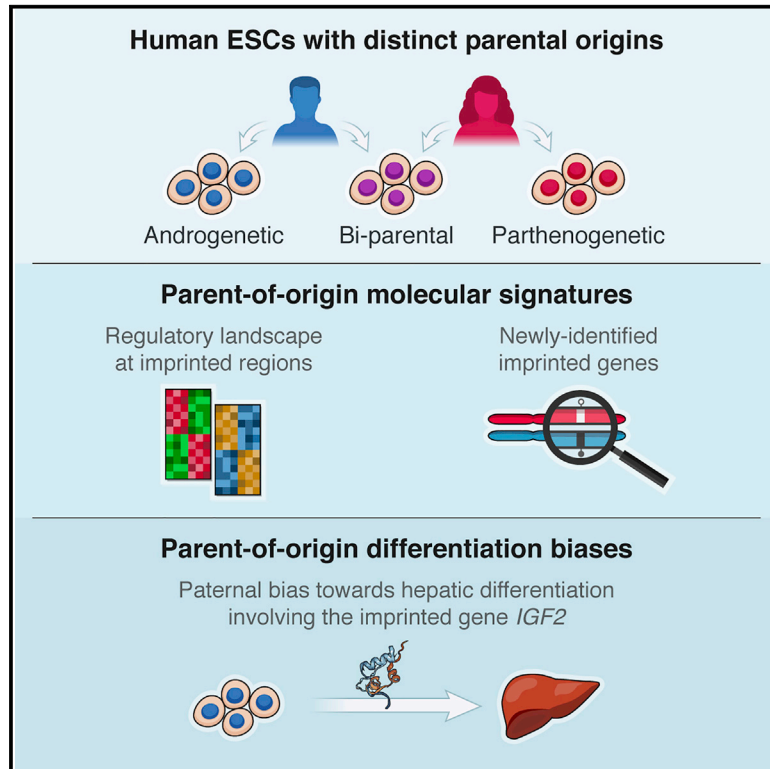 Human ESCs with distinct parental origins
Androgenetic
Bi-parental
Parthenogenetic
Parent-of-origin molecular signatures
Regulatory landscape
at imprinted regions
Newly-identified
imprinted genes
Parent-of-origin differentiation biases
Paternal bias towards hepatic differentiation
involving the imprinted gene IGF2